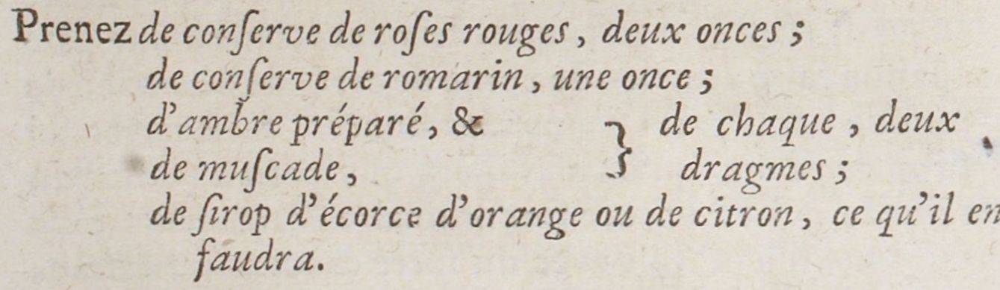 Prenez de conſerve de roſes rouges, deux onces ;
de conſerve de romarin, une once ;
d'ambre préparé, & } de chaque, deux
de muſcade, dragmes ;
de ſirop d'écorce d'orange ou de citron, ce qu'il en
faudra.